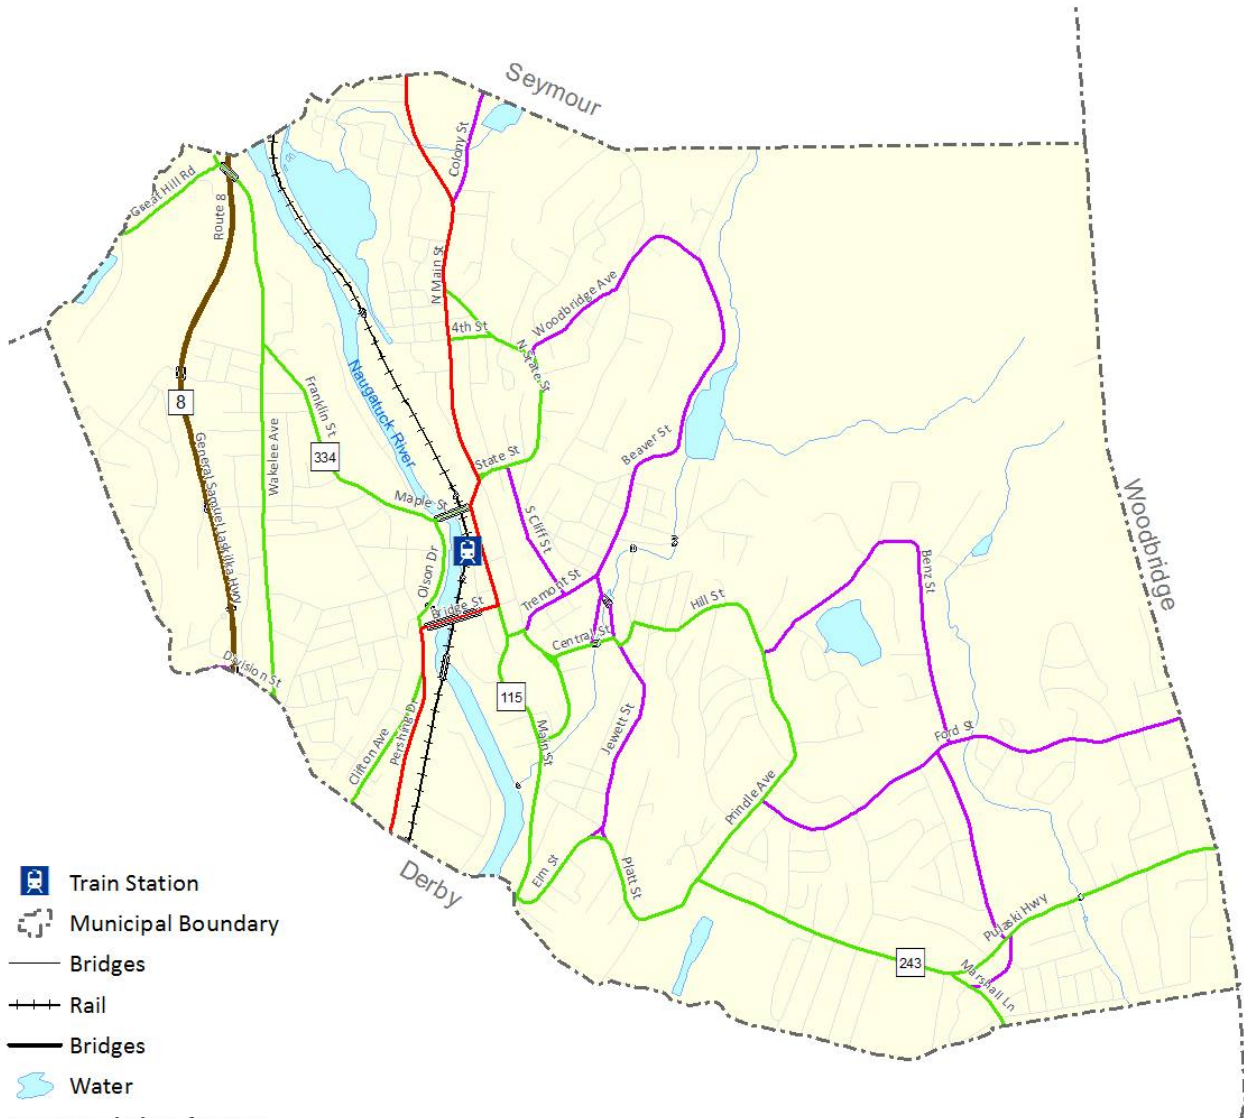 Seymour
Colony St
Great Hill Rd
Route 8
N Main St
Woodbridge Ave
4th St
N State St
Naugatuck River
Franklin St
8
334
Wakelee Ave
General Samuel Jaskilka Hwy
State St
Beaver St
Maple St
S Cliff St
Woodbridge
Olson Dr
Bridge St
Tremont St
Hill St
Benz St
Central St
Division St
115
Main St
Jewett St
Ford St
Pershing Dr
Clifton Ave
Prindle Ave
Elm St
Platt St
Derby
Pulaski Hwy
243
Marshall Ln
Train Station
Municipal Boundary
Bridges
Rail
Bridges
Water